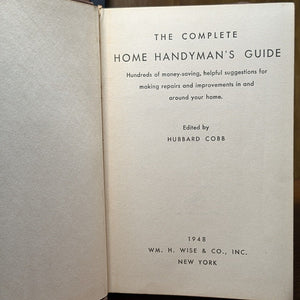 THE COMPLETE
HOME HANDYMAN'S GUIDE
Hundreds of money-saving, helpful suggestions for
making repairs and improvements in and
around your home.
Edited by
HUBBARD COBB
1948
WM. H. WISE & CO., INC.
NEW YORK